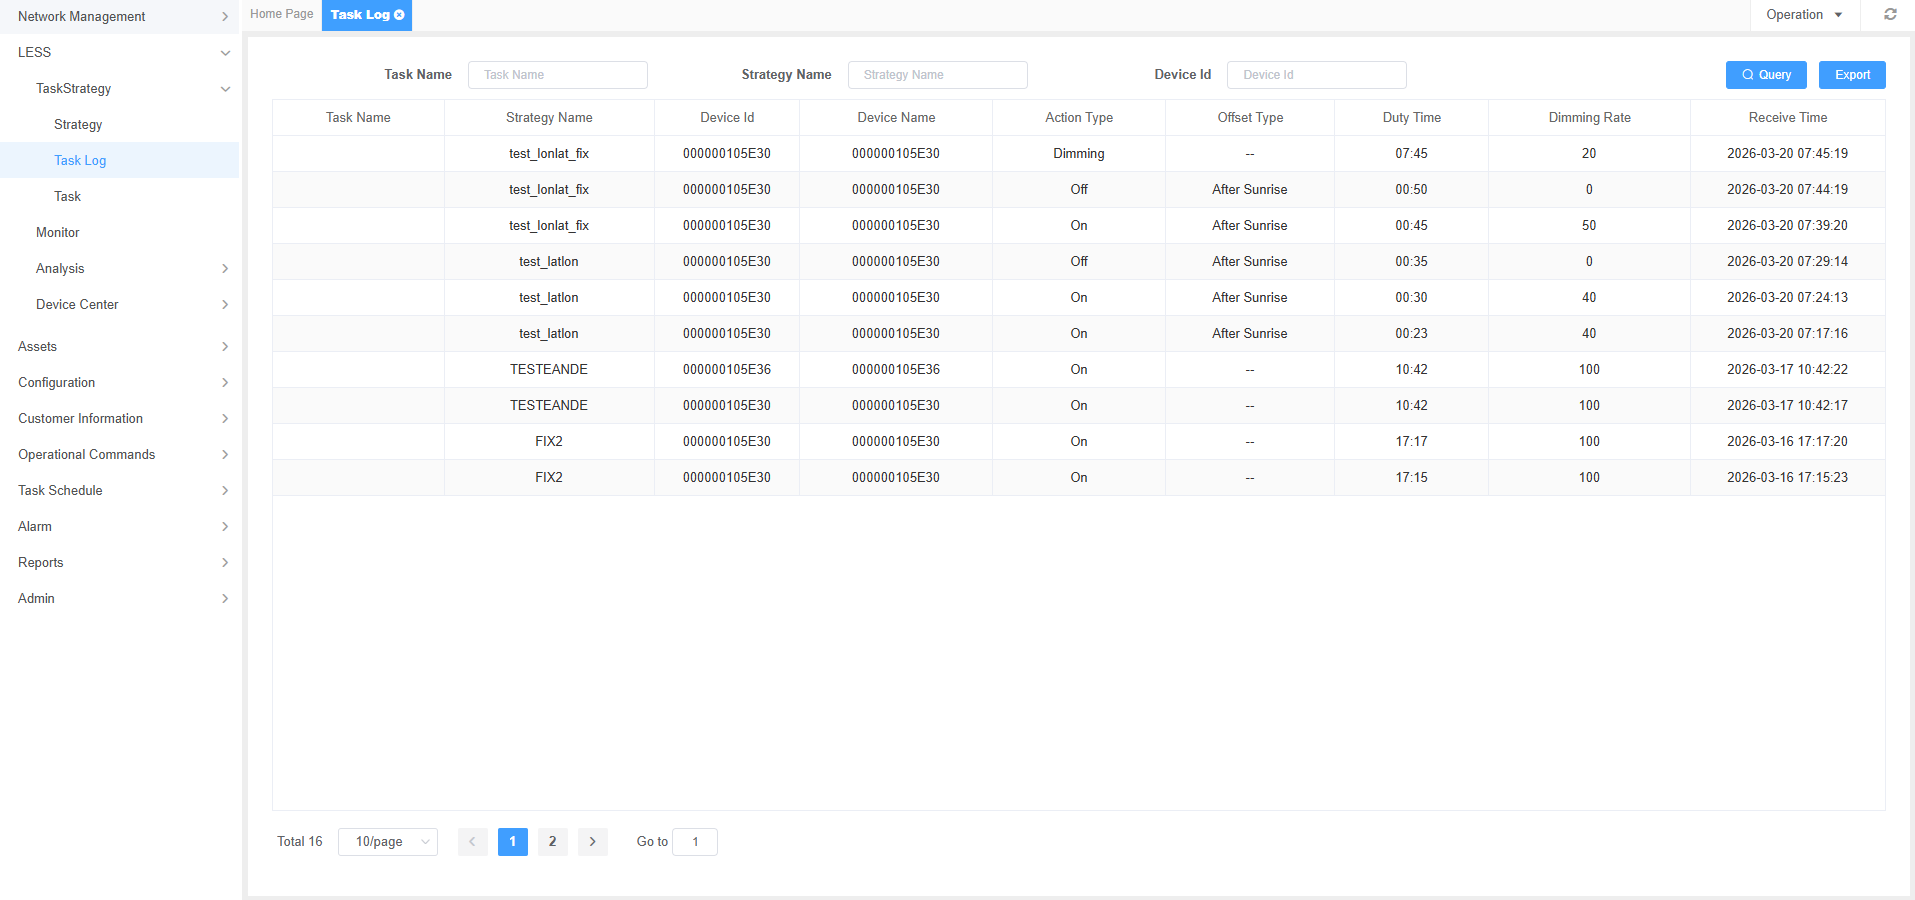 Network Management
LESS
TaskStrategy
Strategy
Task Log
Task
Monitor
Analysis
Device Center
Assets
Configuration
Customer Information
Operational Commands
Task Schedule
Alarm
Reports
Admin
Home Page Task Log Operation
Task Name Task Name Strategy Name Strategy Name Device Id Device Id Query Export
Task Name Strategy Name Device Id Device Name Action Type Offset Type Duty Time Dimming Rate Receive Time
test_lonlat_fix 000000105E30 000000105E30 Dimming -- 07:45 20 2026-03-20 07:45:19
test_lonlat_fix 000000105E30 000000105E30 Off After Sunrise 00:50 0 2026-03-20 07:44:19
test_lonlat_fix 000000105E30 000000105E30 On After Sunrise 00:45 50 2026-03-20 07:39:20
test_latlon 000000105E30 000000105E30 Off After Sunrise 00:35 0 2026-03-20 07:29:14
test_latlon 000000105E30 000000105E30 On After Sunrise 00:30 40 2026-03-20 07:24:13
test_latlon 000000105E30 000000105E30 On After Sunrise 00:23 40 2026-03-20 07:17:16
TESTEANDE 000000105E36 000000105E36 On -- 10:42 100 2026-03-17 10:42:22
TESTEANDE 000000105E30 000000105E30 On -- 10:42 100 2026-03-17 10:42:17
FIX2 000000105E30 000000105E30 On -- 17:17 100 2026-03-16 17:17:20
FIX2 000000105E30 000000105E30 On -- 17:15 100 2026-03-16 17:15:23
Total 16 10/page 1 2 Go to 1